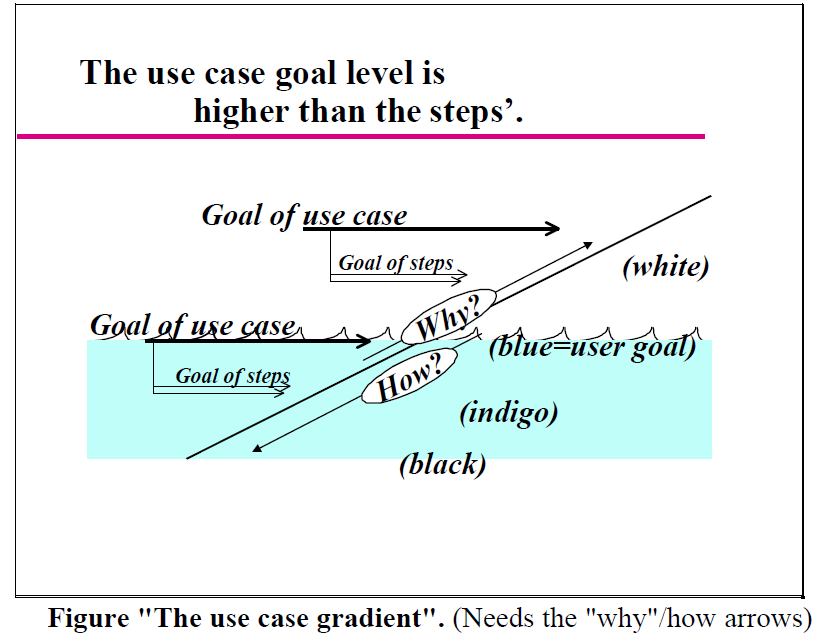 The use case goal level is
higher than the steps’.
Goal of use case
Goal of steps
(white)
Why?
Goal of use case
(blue=user goal)
Goal of steps
How?
(indigo)
(black)
Figure "The use case gradient". (Needs the "why"/how arrows)